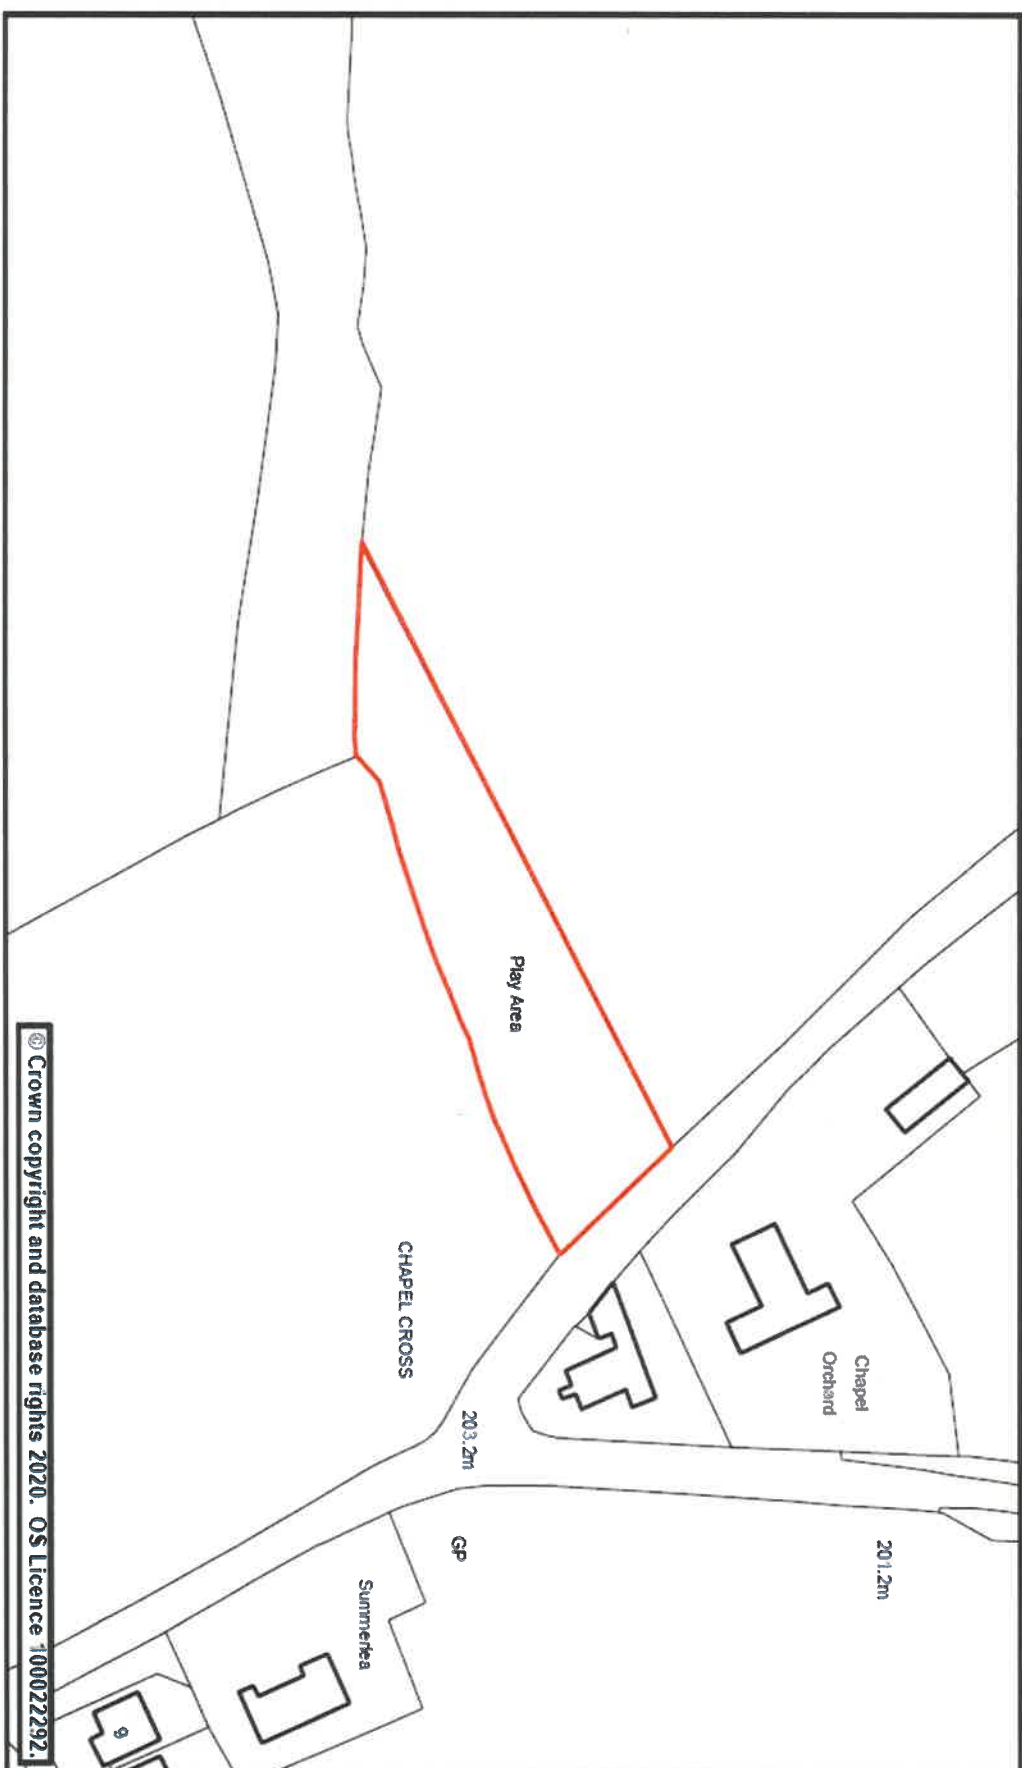 Chapel
Orchard
201.2m
Play Area
203.2m
GP
CHAPEL CROSS
Summerlea
9
© Crown copyright and database rights 2020. OS Licence 100022292.